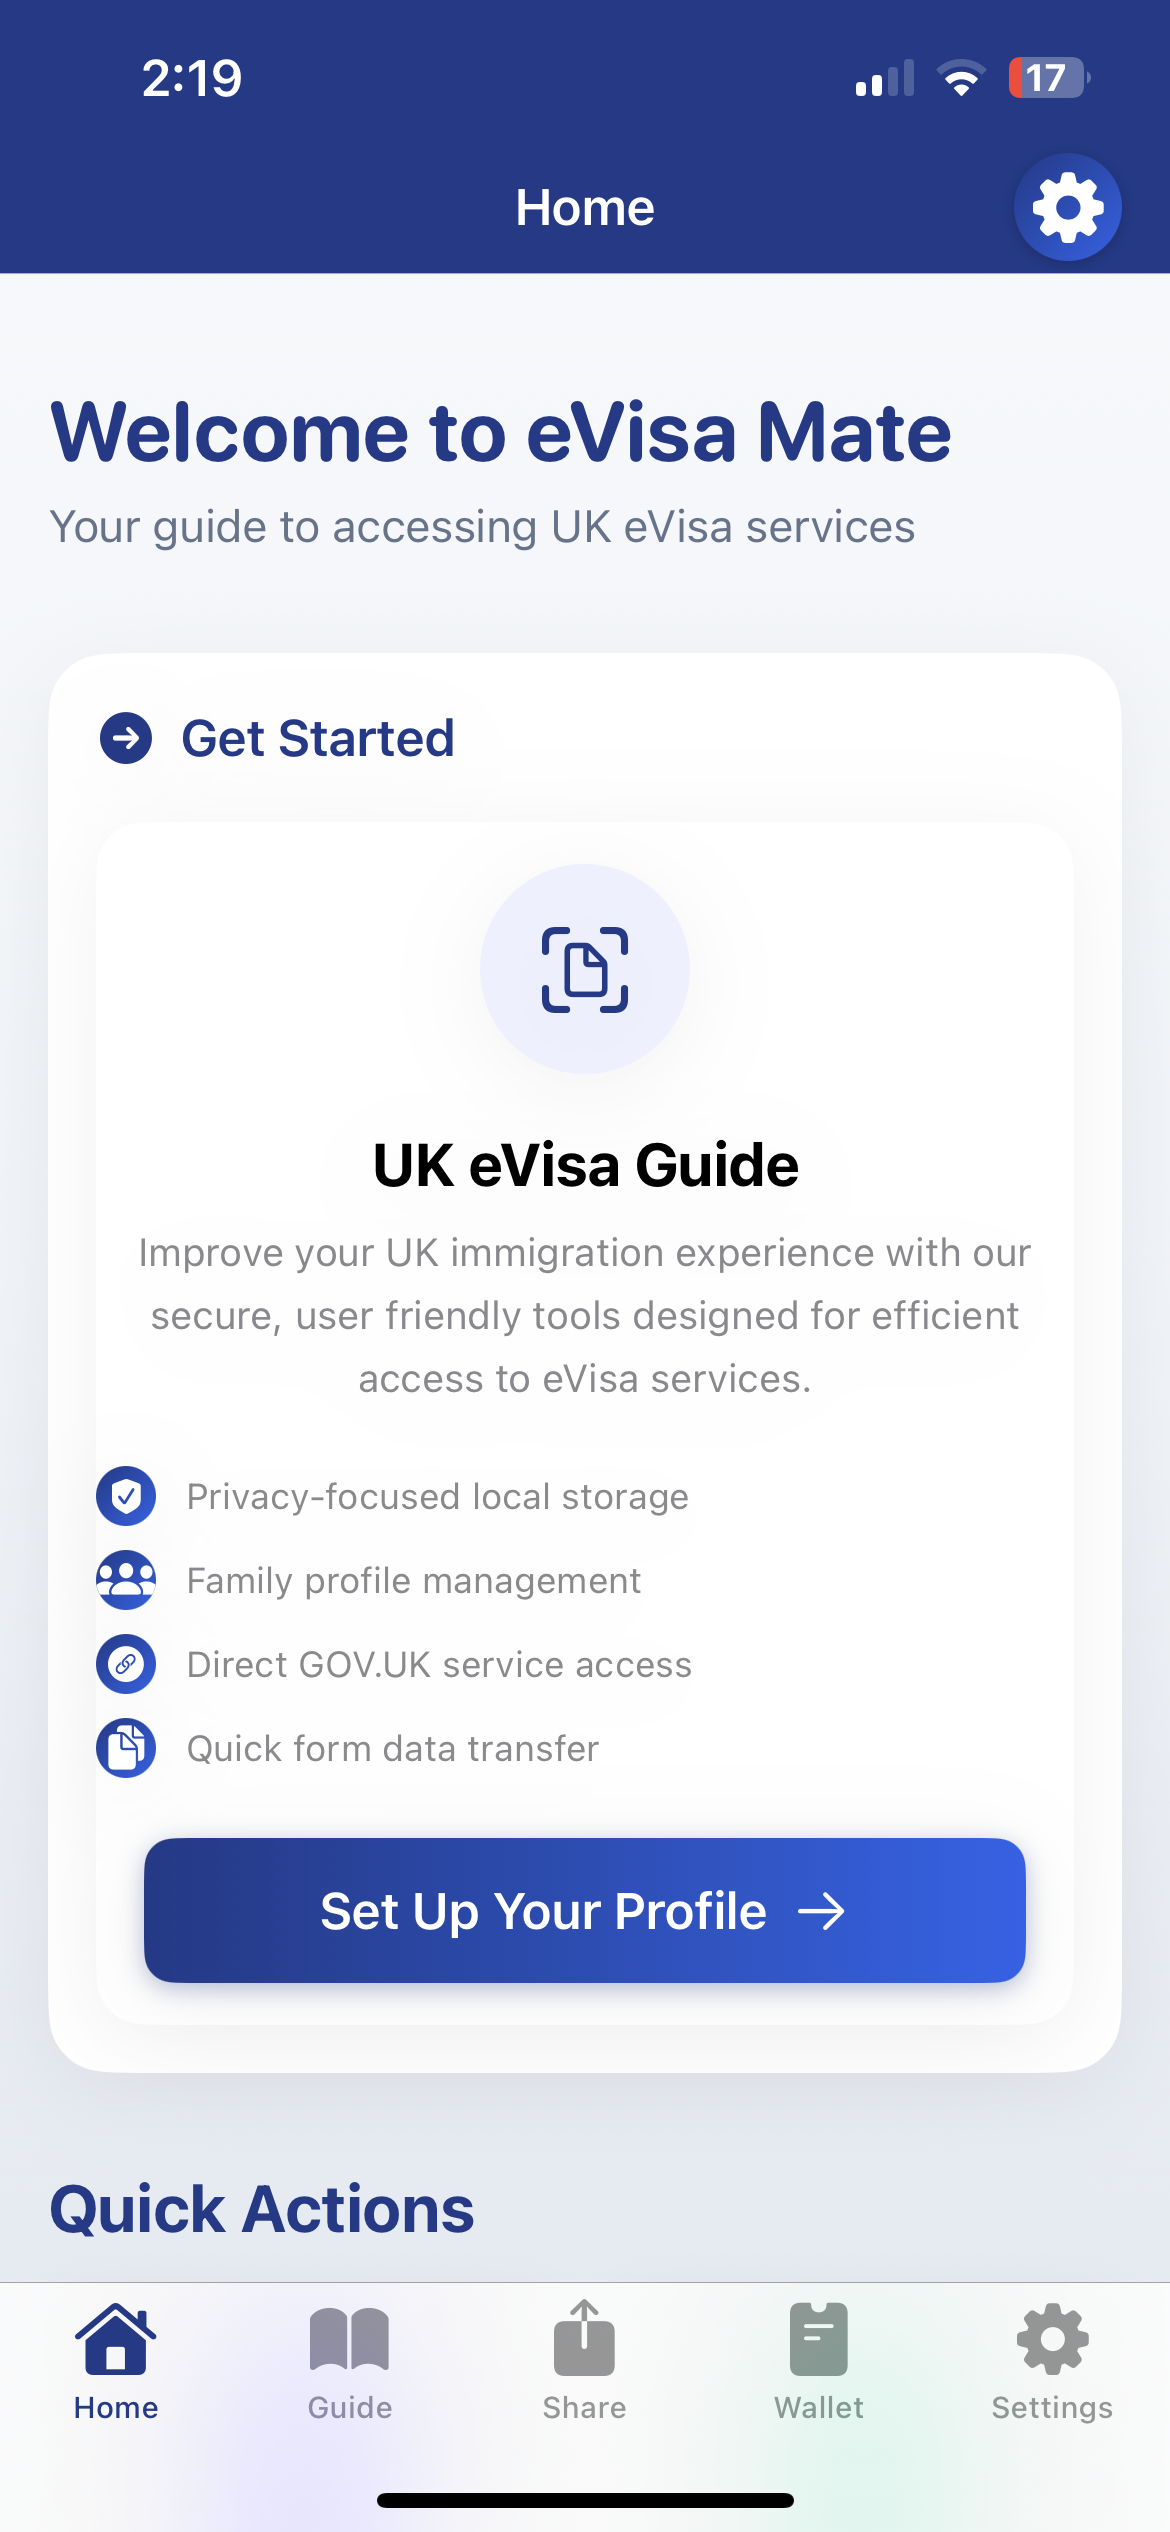 2:19
17
Home
Welcome to eVisa Mate
Your guide to accessing UK eVisa services
Get Started
UK eVisa Guide
Improve your UK immigration experience with our
secure, user friendly tools designed for efficient
access to eVisa services.
Privacy-focused local storage
Family profile management
Direct GOV.UK service access
Quick form data transfer
Set Up Your Profile
Quick Actions
Home
Guide
Share
Wallet
Settings